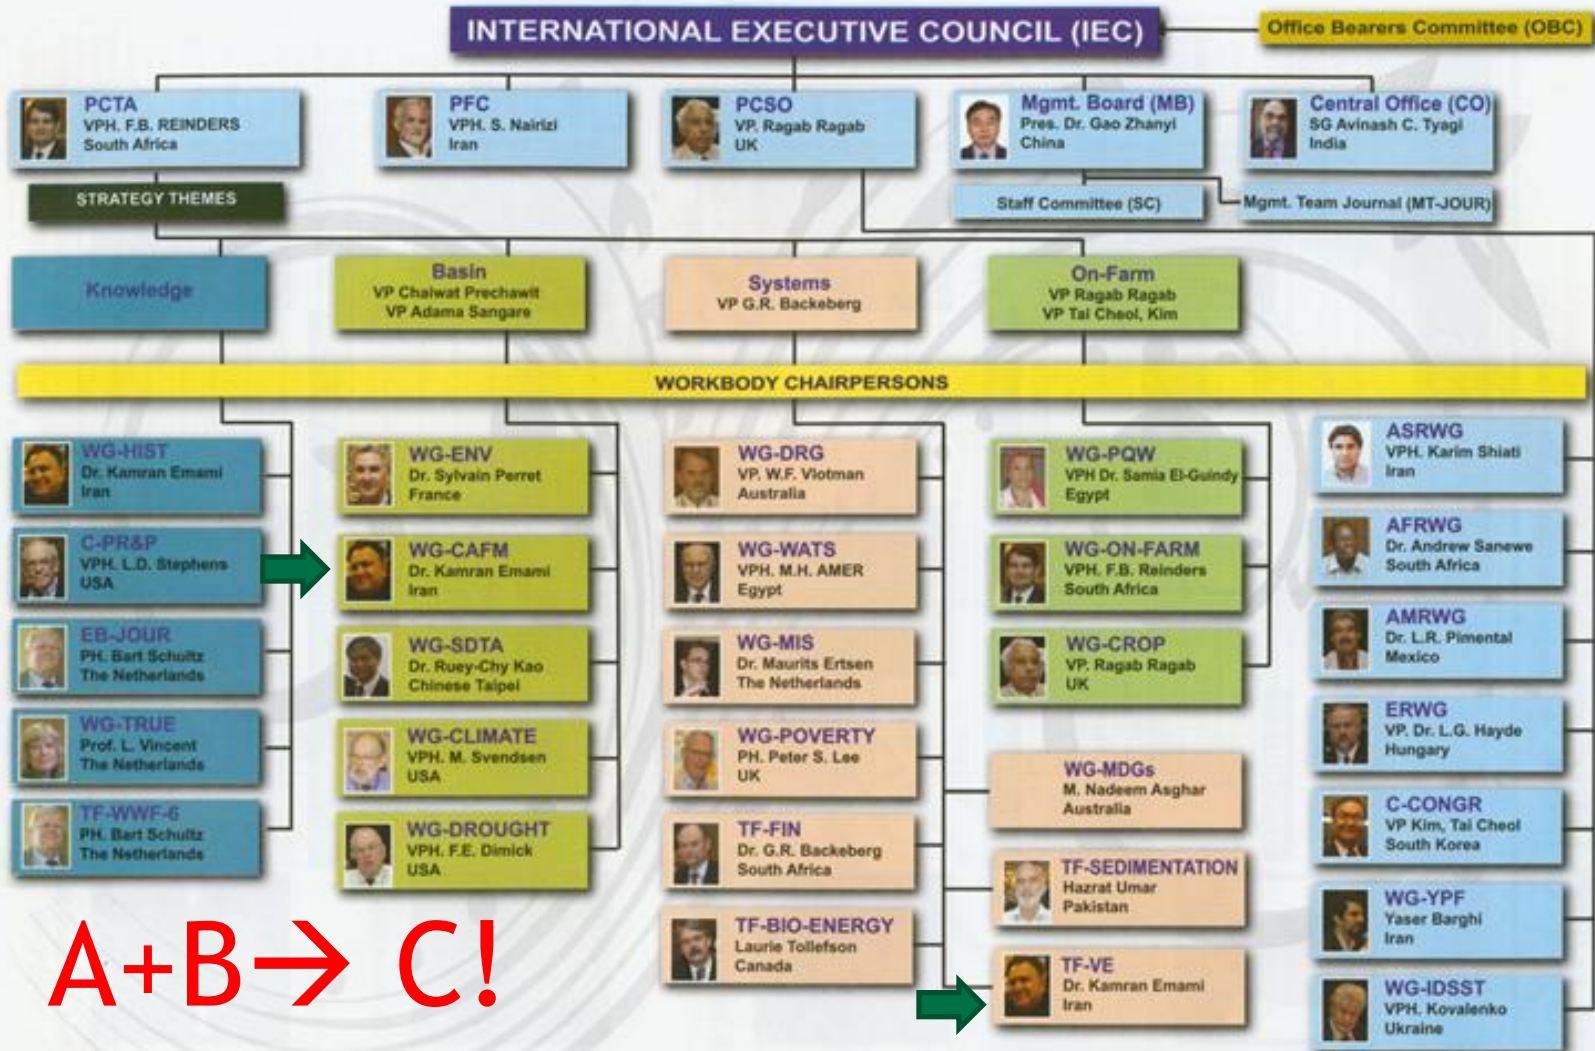 INTERNATIONAL EXECUTIVE COUNCIL (IEC)
Office Bearers Committee (OBC)
PCTA
VPH. F.B. REINDERS
South Africa
PFC
VPH. S. Nairizi
Iran
PCSO
VP. Ragab Ragab
UK
Mgmt. Board (MB)
Pres. Dr. Gao Zhanyi
China
Central Office (CO)
SG Avinash C. Tyagi
India
STRATEGY THEMES
Staff Committee (SC)
Mgmt. Team Journal (MT-JOUR)
Knowledge
Basin
VP Chaiwat Prechawit
VP Adama Sangare
Systems
VP G.R. Backeberg
On-Farm
VP Ragab Ragab
VP Tai Cheol, Kim
WORKBODY CHAIRPERSONS
WG-HIST
Dr. Kamran Emami
Iran
C-PR&P
VPH. L.D. Stephens
USA
EB-JOUR
PH. Bart Schultz
The Netherlands
WG-TRUE
Prof. L. Vincent
The Netherlands
TF-WWF-6
PH. Bart Schultz
The Netherlands
WG-ENV
Dr. Sylvain Perret
France
WG-CAFM
Dr. Kamran Emami
Iran
WG-SDTA
Dr. Ruey-Chy Kao
Chinese Taipei
WG-CLIMATE
VPH. M. Svendsen
USA
WG-DROUGHT
VPH. F.E. Dimick
USA
WG-DRG
VP. W.F. Vlotman
Australia
WG-WATS
VPH. M.H. AMER
Egypt
WG-MIS
Dr. Maurits Ertsen
The Netherlands
WG-POVERTY
PH. Peter S. Lee
UK
TF-FIN
Dr. G.R. Backeberg
South Africa
TF-BIO-ENERGY
Laurie Tollefson
Canada
WG-PQW
VPH Dr. Samia El-Guindy
Egypt
WG-ON-FARM
VPH. F.B. Reinders
South Africa
WG-CROP
VP. Ragab Ragab
UK
WG-MDGs
M. Nadeem Asghar
Australia
TF-SEDIMENTATION
Hazrat Umar
Pakistan
TF-VE
Dr. Kamran Emami
Iran
ASRWG
VPH. Karim Shiati
Iran
AFRWG
Dr. Andrew Sanewe
South Africa
AMRWG
Dr. L.R. Pimental
Mexico
ERWG
VP. Dr. L.G. Hayde
Hungary
C-CONGR
VP Kim, Tai Cheol
South Korea
WG-YPF
Yaser Barghi
Iran
WG-IDSST
VPH. Kovalenko
Ukraine
A+B→ C!